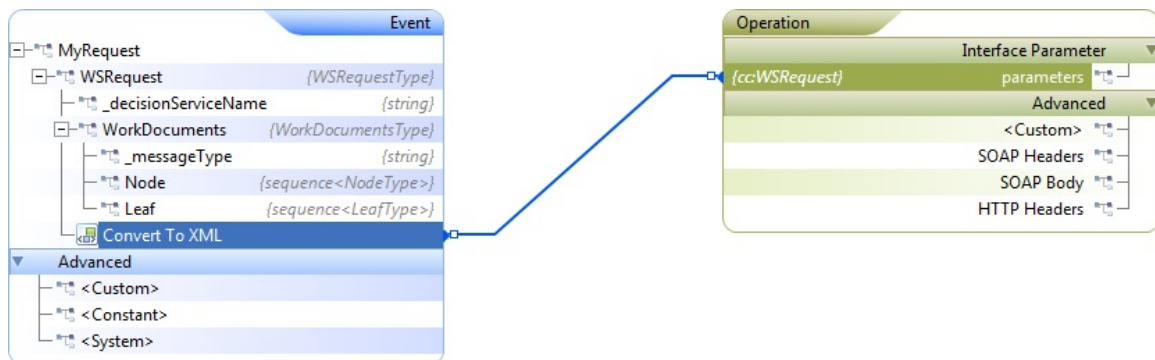 Event
MyRequest
WSRequest {WSRequestType}
_decisionServiceName {string}
WorkDocuments {WorkDocumentsType}
_messageType {string}
Node {sequence<NodeType>}
Leaf {sequence<LeafType>}
Convert To XML
Advanced
<Custom>
<Constant>
<System>
Operation
Interface Parameter
{cc:WSRequest} parameters
Advanced
<Custom>
SOAP Headers
SOAP Body
HTTP Headers